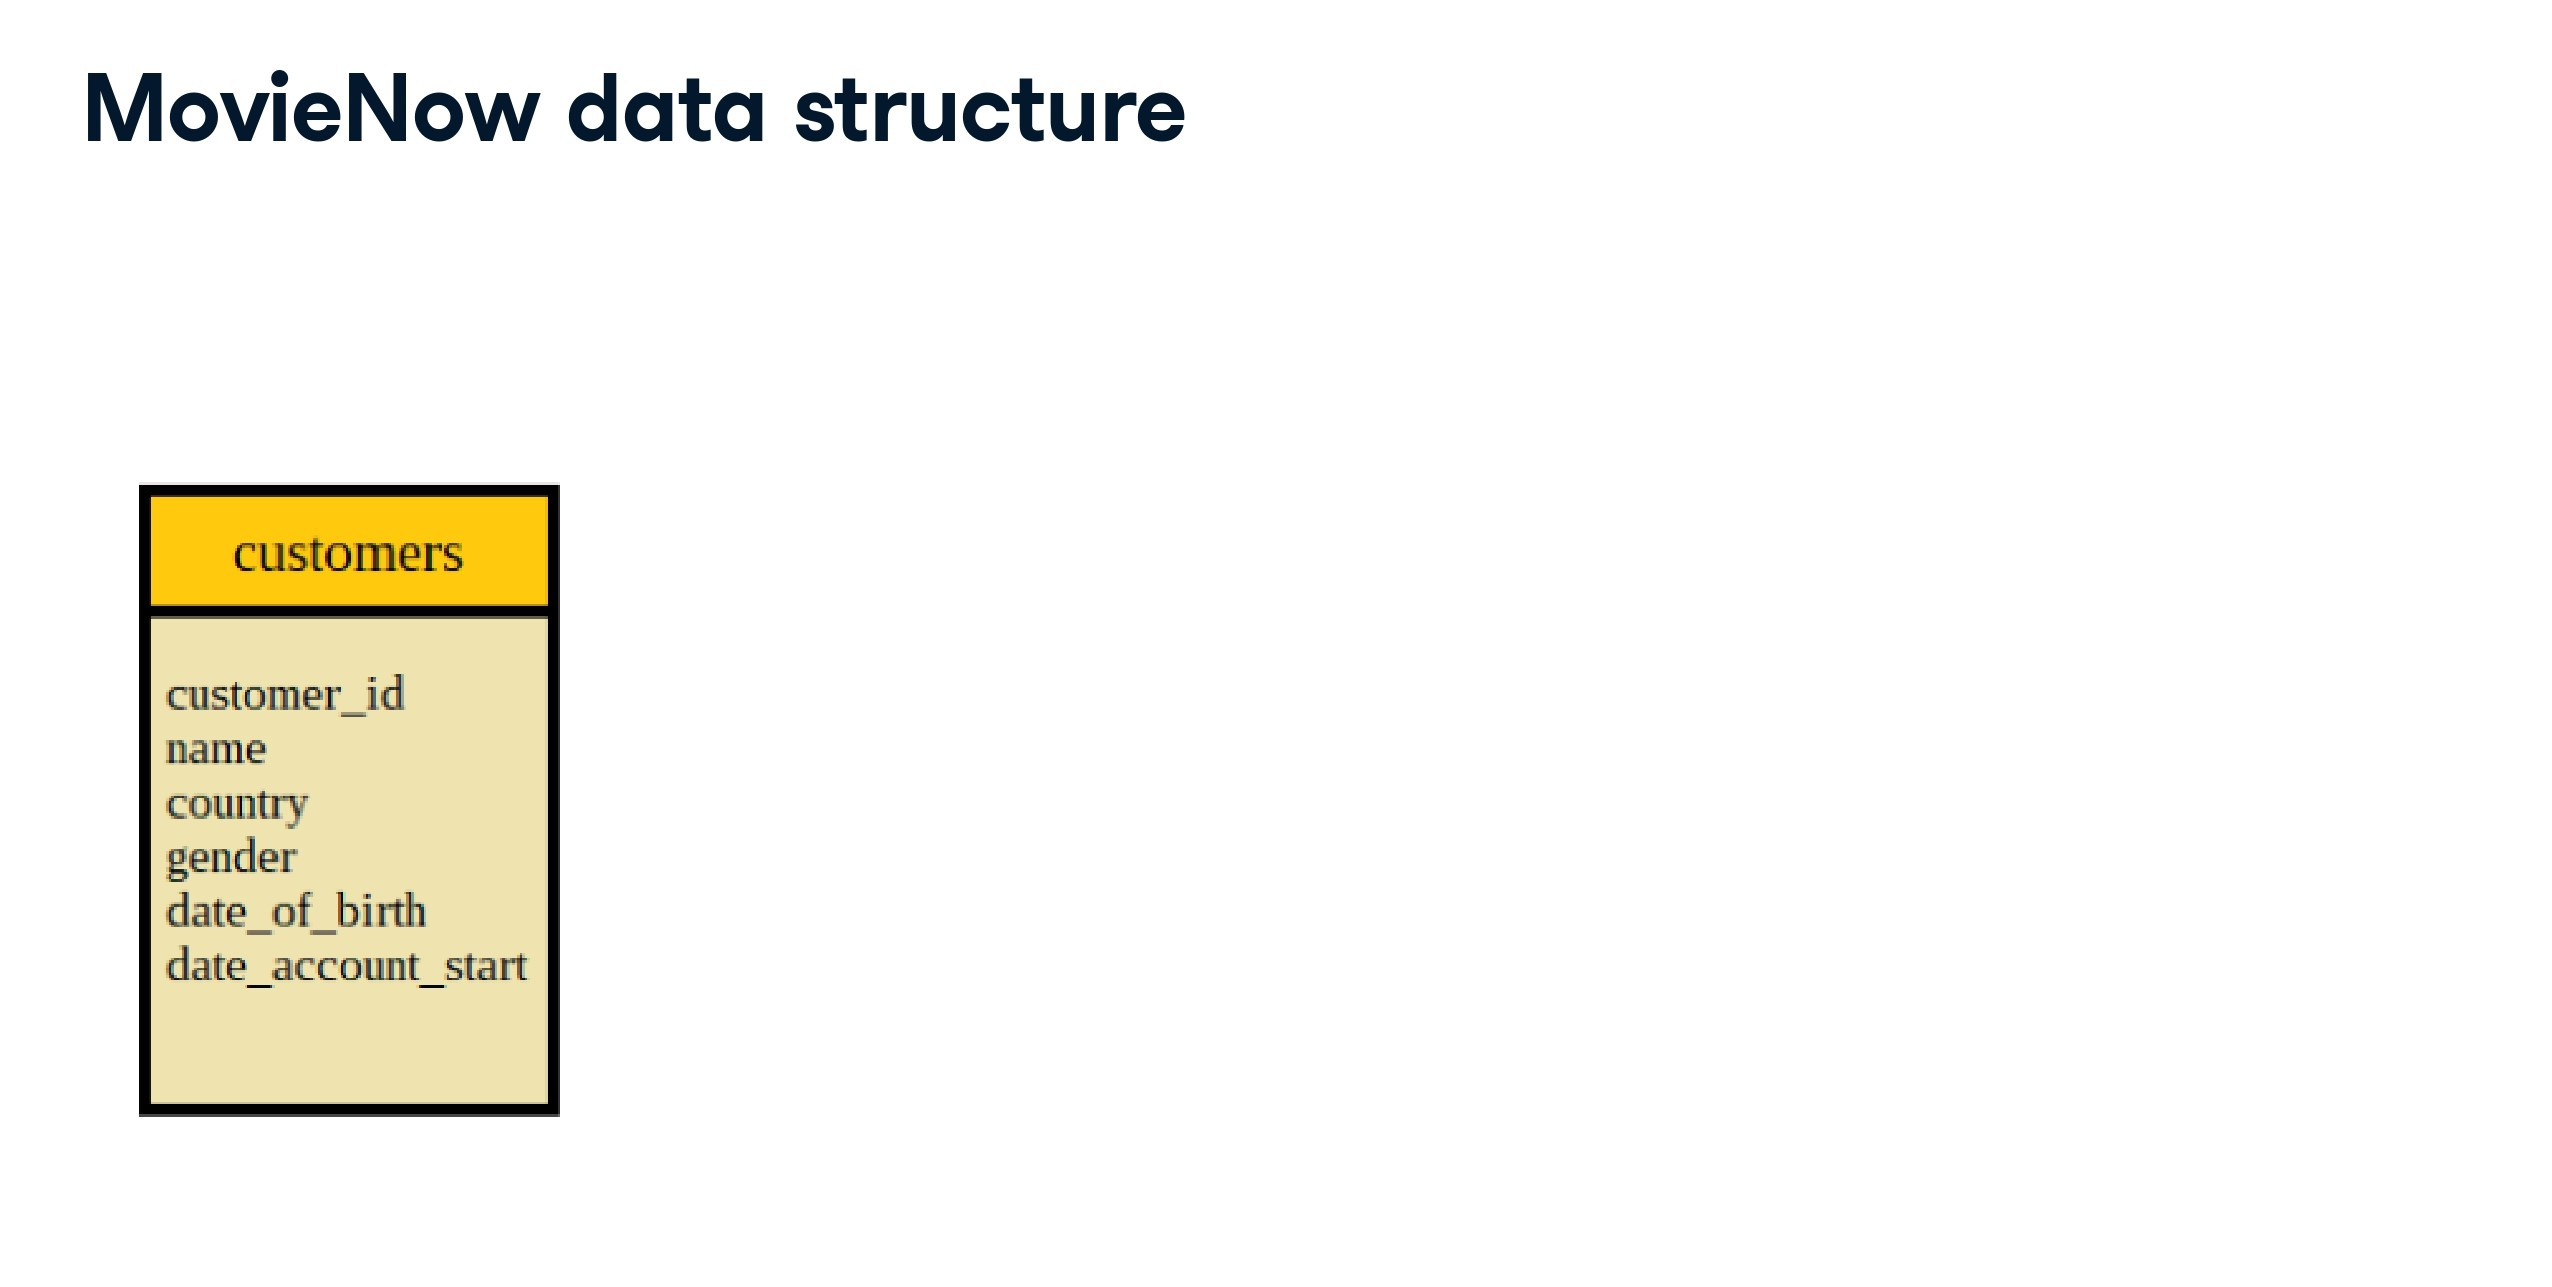 MovieNow data structure
customers
customer_id
name
country
gender
date_of_birth
date_account_start